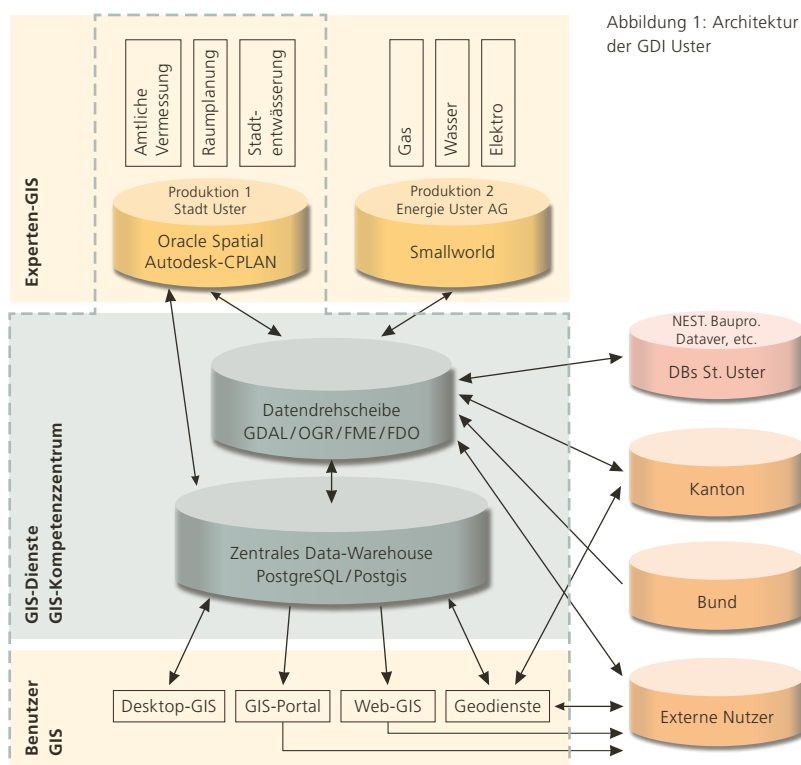 Abbildung 1: Architektur
der GDI Uster
Experten-GIS
Amtliche
Vermessung
Raumplanung
Stadt-
entwässerung
Gas
Wasser
Elektro
Produktion 1
Stadt Uster
Oracle Spatial
Autodesk-CPLAN
Produktion 2
Energie Uster AG
Smallworld
GIS-Dienste
GIS-Kompetenzzentrum
Datendrehscheibe
GDAL/OGR/FME/FDO
Zentrales Data-Warehouse
PostgreSQL/Postgis
NEST. Baupro.
Dataver, etc.
DBs St. Uster
Kanton
Bund
Externe Nutzer
Benutzer
GIS
Desktop-GIS
GIS-Portal
Web-GIS
Geodienste